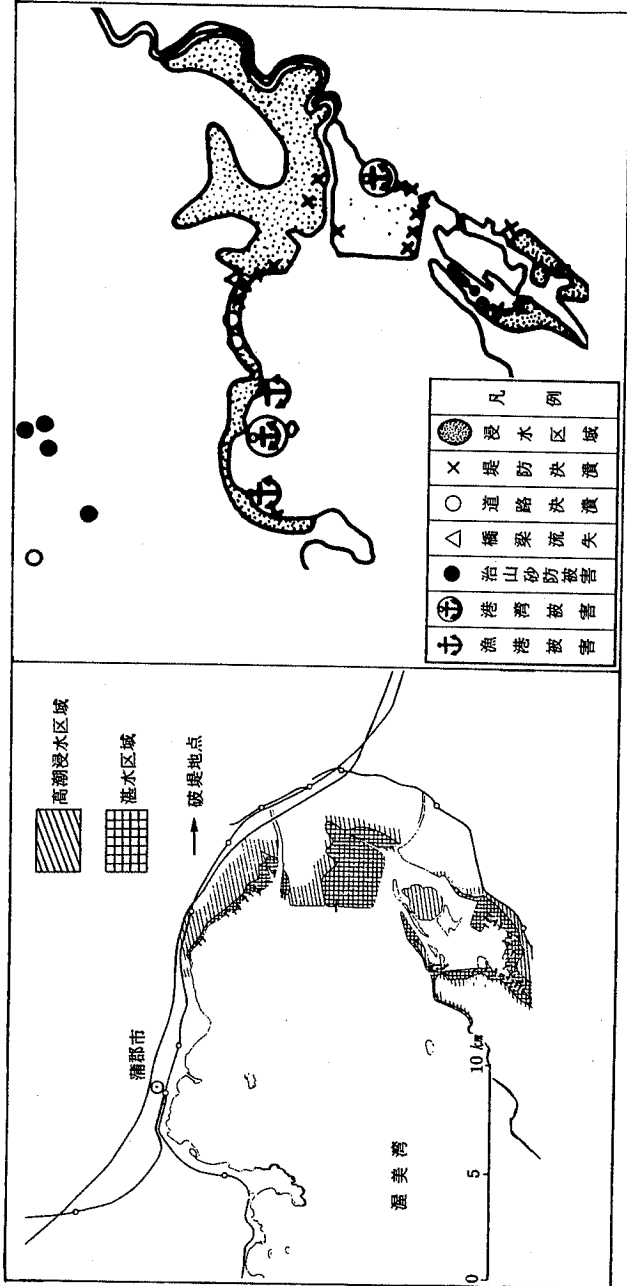 高潮浸水区域
湛水区域
破堤地点
蒲郡市
渥美湾
0 5 10km
凡例
浸水区域
堤防決潰
道路決潰
橋梁流失
治山砂防被害
港湾被害
漁港被害